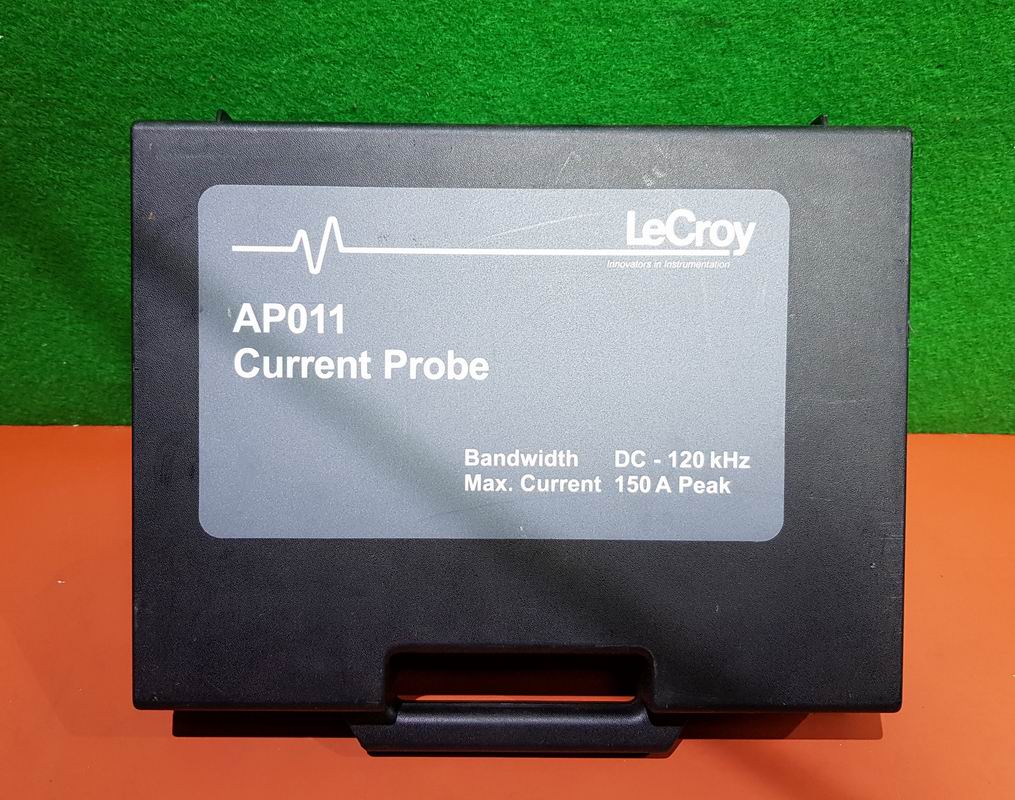 LeCroy
Innovators in Instrumentation
AP011
Current Probe
Bandwidth DC - 120 kHz
Max. Current 150 A Peak